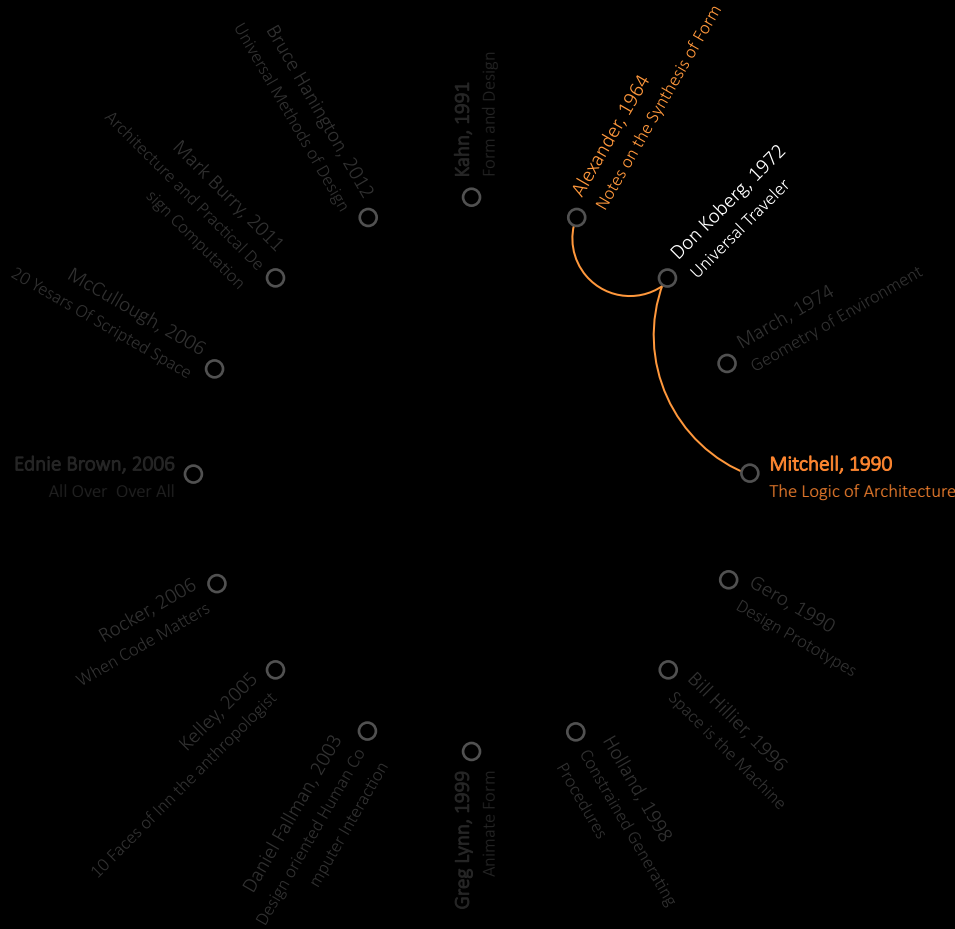 Kahn, 1991
Form and Design
Alexander, 1964
Notes on the Synthesis of Form
Don Koberg, 1972
Universal Traveler
March, 1974
Geometry of Environment
Mitchell, 1990
The Logic of Architecture
Gero, 1990
Design Prototypes
Bill Hillier, 1996
Space is the Machine
Holland, 1998
Constrained Generating
Procedures
Greg Lynn, 1999
Animate Form
Daniel Fallman, 2003
Design oriented Human Co
mputer Interaction
Kelley, 2005
10 Faces of Inn the anthropologist
Rocker, 2006
When Code Matters
Ednie Brown, 2006
All Over  Over All
McCullough, 2006
20 Years Of Scripted Space
Mark Burry, 2011
Architecture and Practical De
sign Computation
Bruce Hanington, 2012
Universal Methods of Design